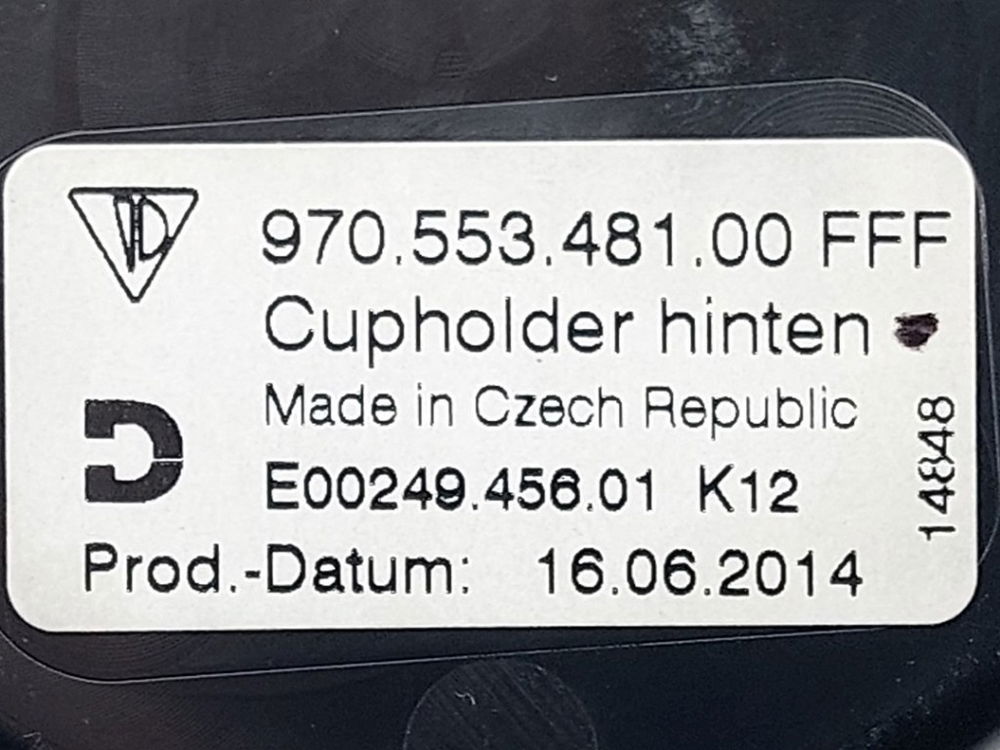 970.553.481.00 FFF
Cupholder hinten
Made in Czech Republic
E00249.456.01 K12
Prod.-Datum: 16.06.2014
14848